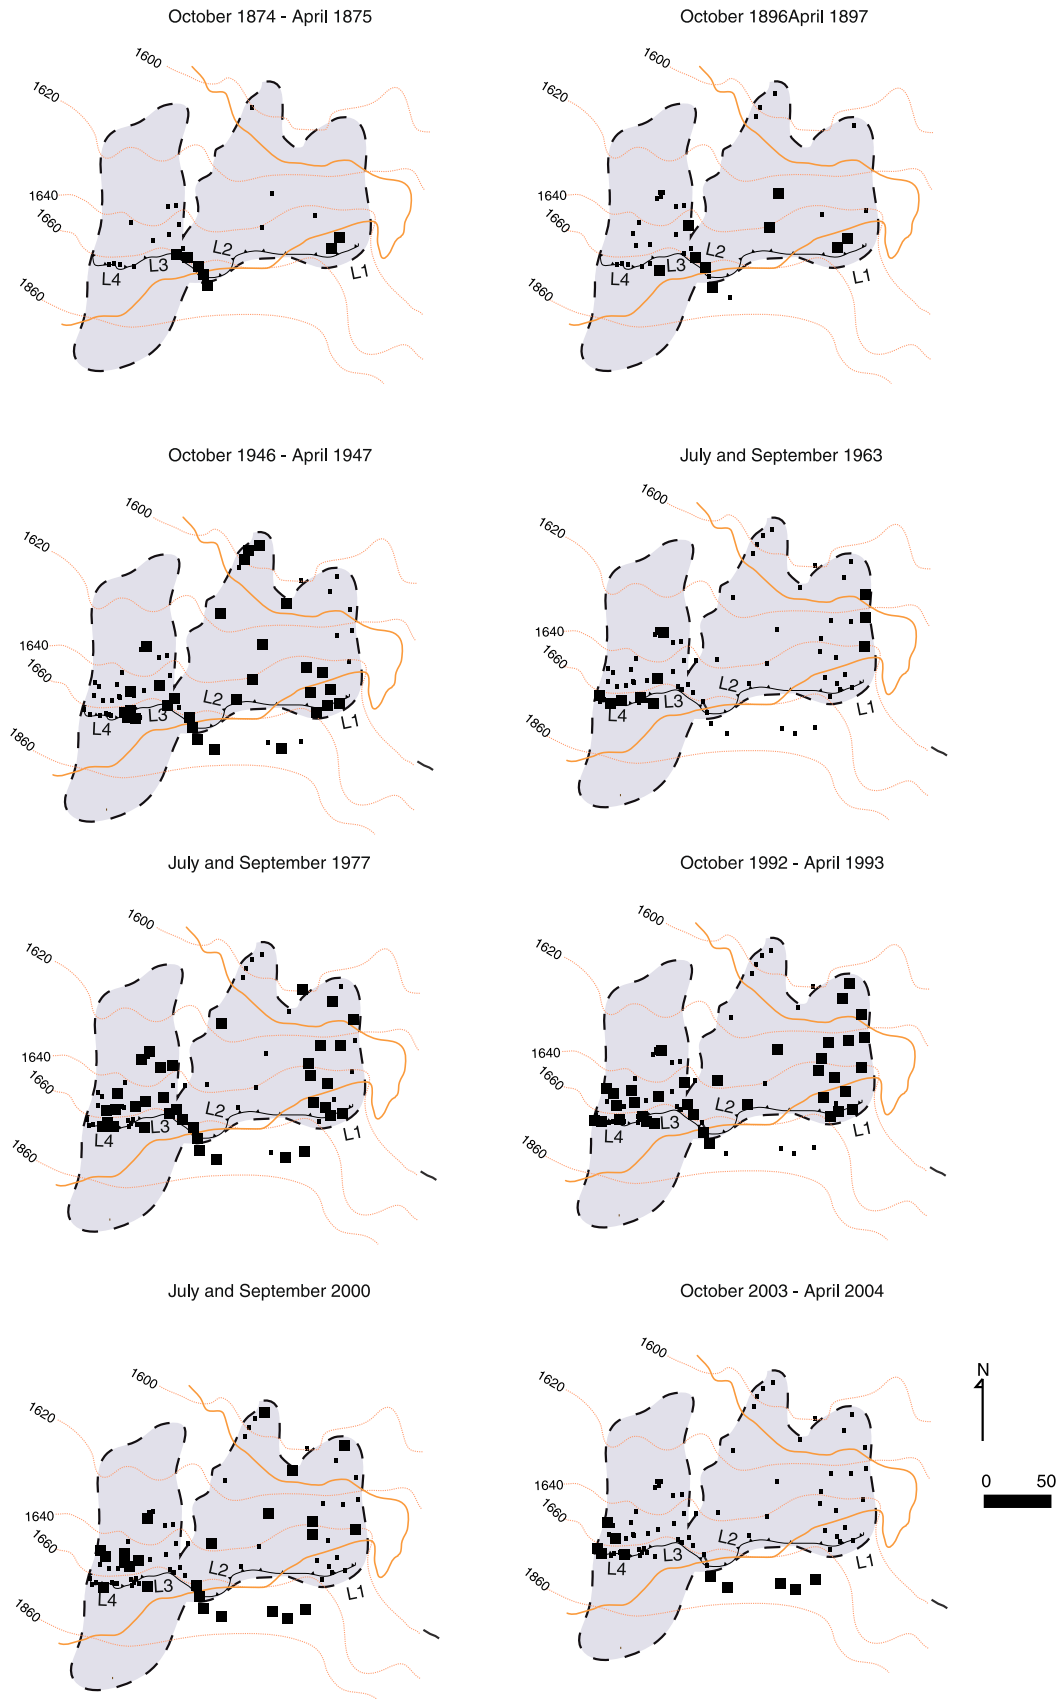 October 1874 - April 1875
October 1896April 1897
1600
1620
1640
1660
1860
L4
L3
L2
L1
1600
1620
1640
1660
1860
L4
L3
L2
L1
October 1946 - April 1947
July and September 1963
1600
1620
1640
1660
1860
L4
L3
L2
L1
1600
1620
1640
1660
1860
L4
L3
L2
L1
July and September 1977
October 1992 - April 1993
1600
1620
1640
1660
1860
L4
L3
L2
L1
1600
1620
1640
1660
1860
L4
L3
L2
L1
July and September 2000
October 2003 - April 2004
1600
1620
1640
1660
1860
L4
L3
L2
L1
1600
1620
1640
1660
1860
L4
L3
L2
L1
N
0 50